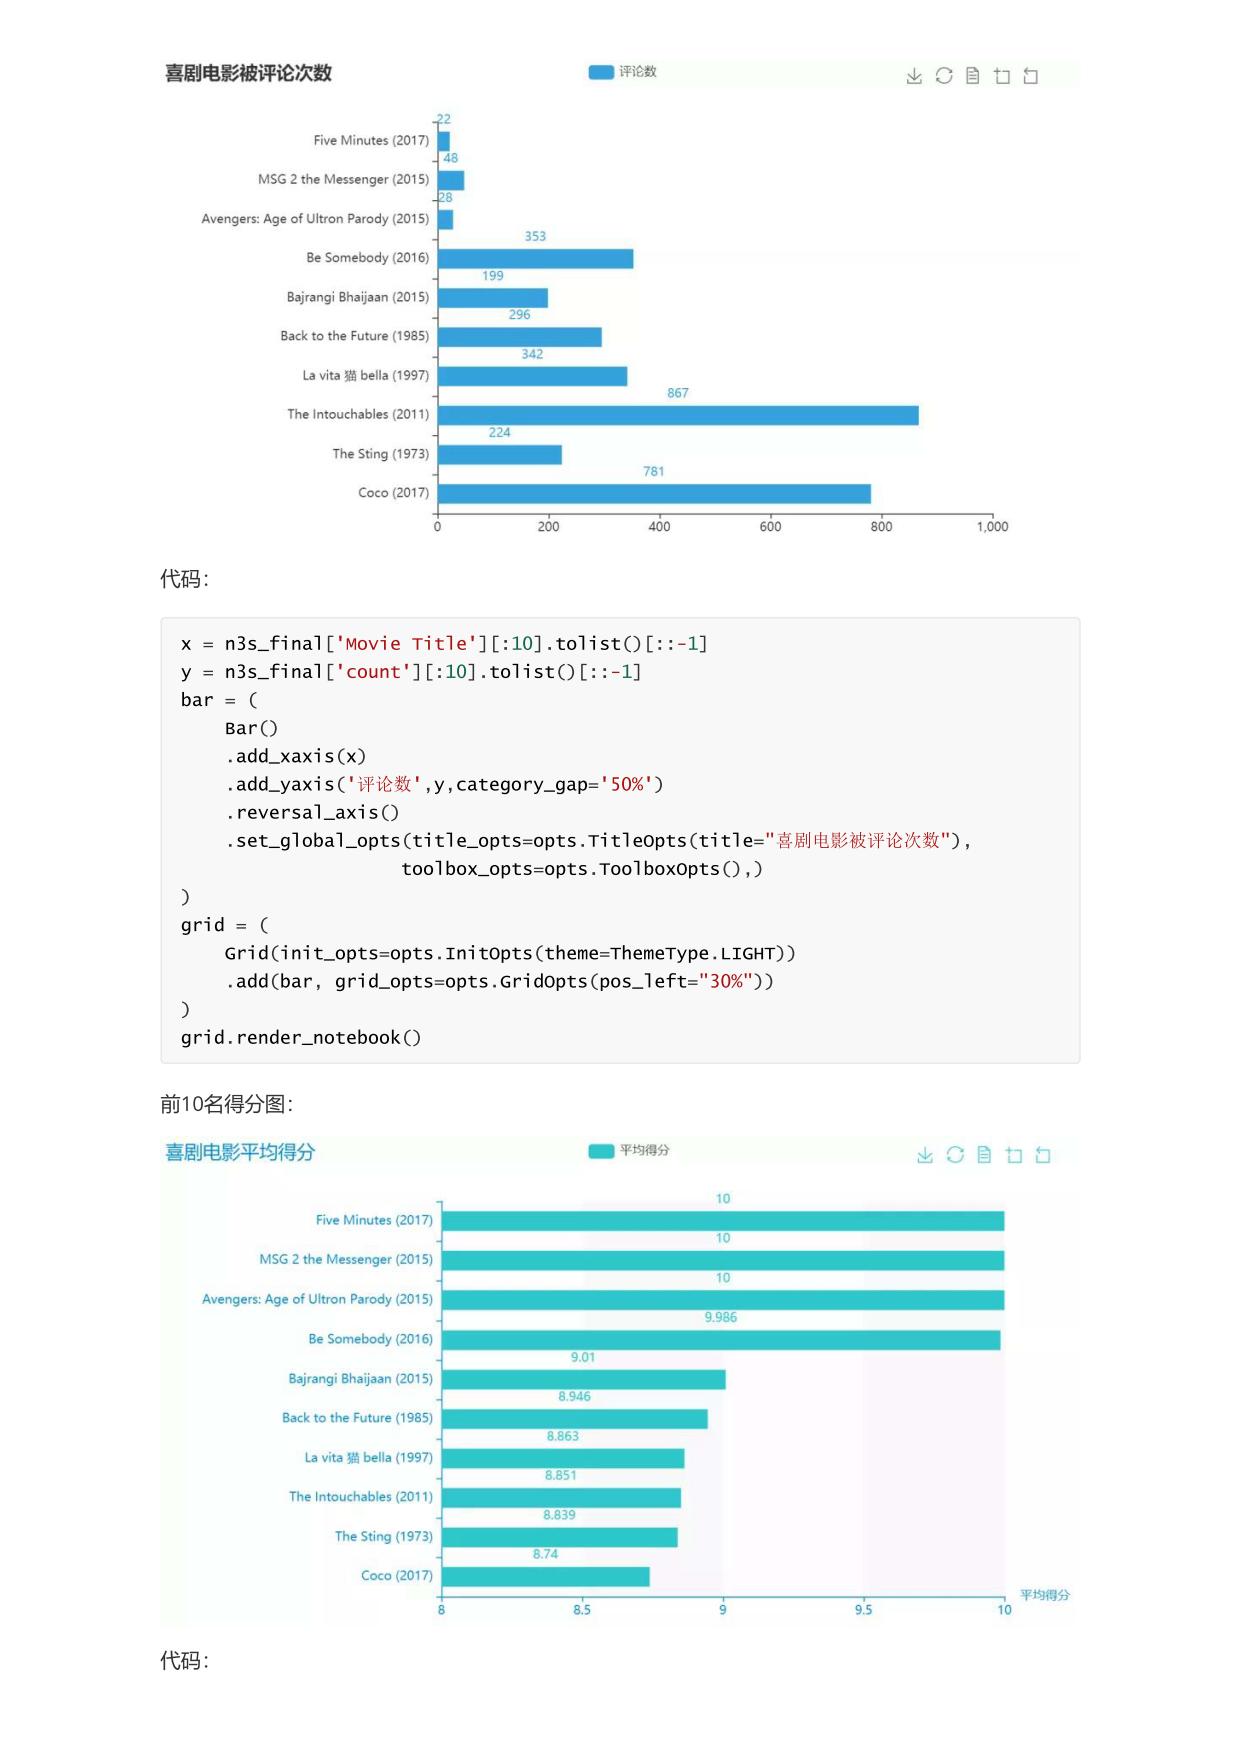 喜剧电影被评论次数
评论数
22
Five Minutes (2017)
48
MSG 2 the Messenger (2015)
28
Avengers: Age of Ultron Parody (2015)
353
Be Somebody (2016)
199
Bajrangi Bhaijaan (2015)
296
Back to the Future (1985)
342
La vita 猫 bella (1997)
867
The Intouchables (2011)
224
The Sting (1973)
781
Coco (2017)
0 200 400 600 800 1,000
代码：
x = n3s_final['Movie Title'][:10].tolist()[::-1]
y = n3s_final['count'][:10].tolist()[::-1]
bar = (
Bar()
.add_xaxis(x)
.add_yaxis('评论数',y,category_gap='50%')
.reversal_axis()
.set_global_opts(title_opts=opts.TitleOpts(title="喜剧电影被评论次数"),
toolbox_opts=opts.ToolboxOpts(),)
)
grid = (
Grid(init_opts=opts.InitOpts(theme=ThemeType.LIGHT))
.add(bar, grid_opts=opts.GridOpts(pos_left="30%"))
)
grid.render_notebook()
前10名得分图：
喜剧电影平均得分
平均得分
10
Five Minutes (2017)
10
MSG 2 the Messenger (2015)
10
Avengers: Age of Ultron Parody (2015)
9.986
Be Somebody (2016)
9.01
Bajrangi Bhaijaan (2015)
8.946
Back to the Future (1985)
8.863
La vita 猫 bella (1997)
8.851
The Intouchables (2011)
8.839
The Sting (1973)
8.74
Coco (2017)
平均得分
8 8.5 9 9.5 10
代码：